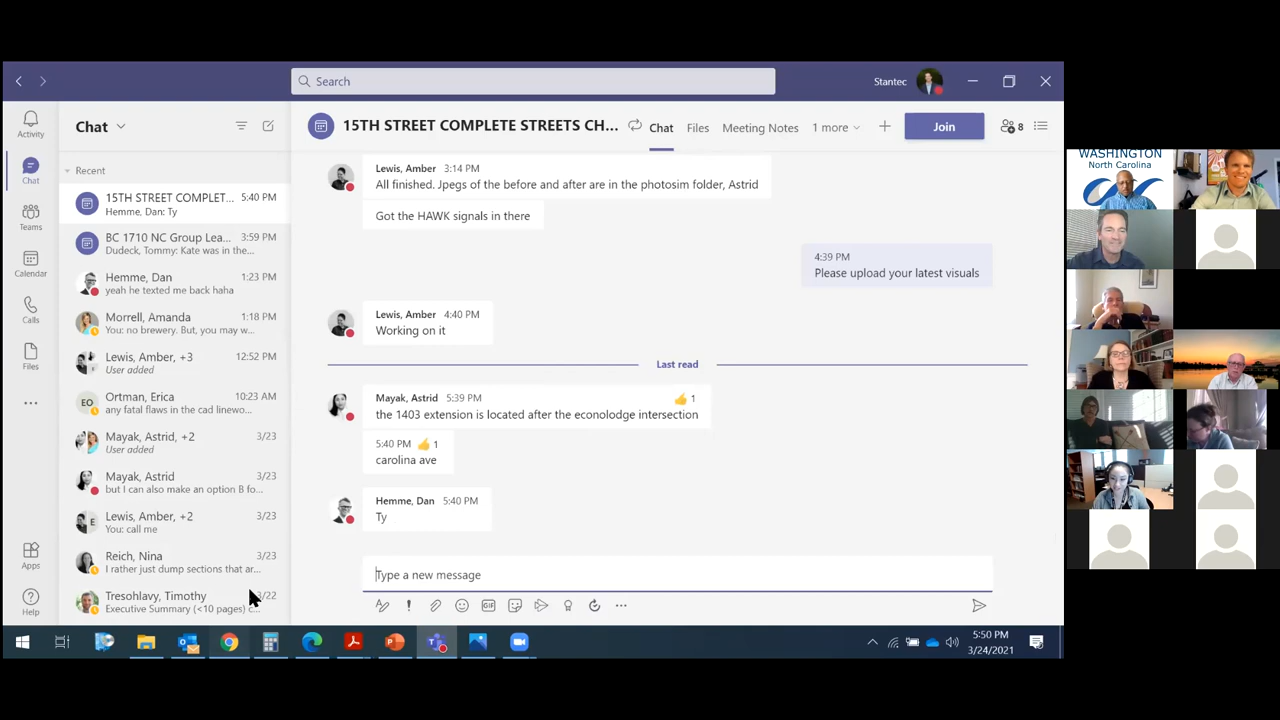 Search
Stantec
Activity
Chat
Teams
Calendar
Calls
Files
Apps
Help
Chat
Recent
15TH STREET COMPLET... 5:40 PM
Hemme, Dan: Ty
BC 1710 NC Group Lea... 3:59 PM
Dudeck, Tommy: Kate was in the...
Hemme, Dan 1:23 PM
yeah he texted me back haha
Morrell, Amanda 1:18 PM
You: no brewery. But, you may w...
Lewis, Amber, +3 12:52 PM
User added
EO
Ortman, Erica 10:23 AM
any fatal flaws in the cad linewo...
Mayak, Astrid, +2 3/23
User added
Mayak, Astrid 3/23
but I can also make an option B fo...
E
Lewis, Amber, +2 3/23
You: call me
Reich, Nina 3/23
I rather just dump sections that ar...
Tresohlavy, Timothy 3/22
Executive Summary (<10 pages)
15TH STREET COMPLETE STREETS CH... Chat Files Meeting Notes 1 more Join 8
Lewis, Amber 3:14 PM
All finished. Jpegs of the before and after are in the photosim folder, Astrid
Got the HAWK signals in there
4:39 PM
Please upload your latest visuals
Lewis, Amber 4:40 PM
Working on it
Last read
Mayak, Astrid 5:39 PM 1
the 1403 extension is located after the econolodge intersection
5:40 PM 1
carolina ave
Hemme, Dan 5:40 PM
Ty
Type a new message
GIF
5:50 PM
3/24/2021
WASHINGTON
North Carolina